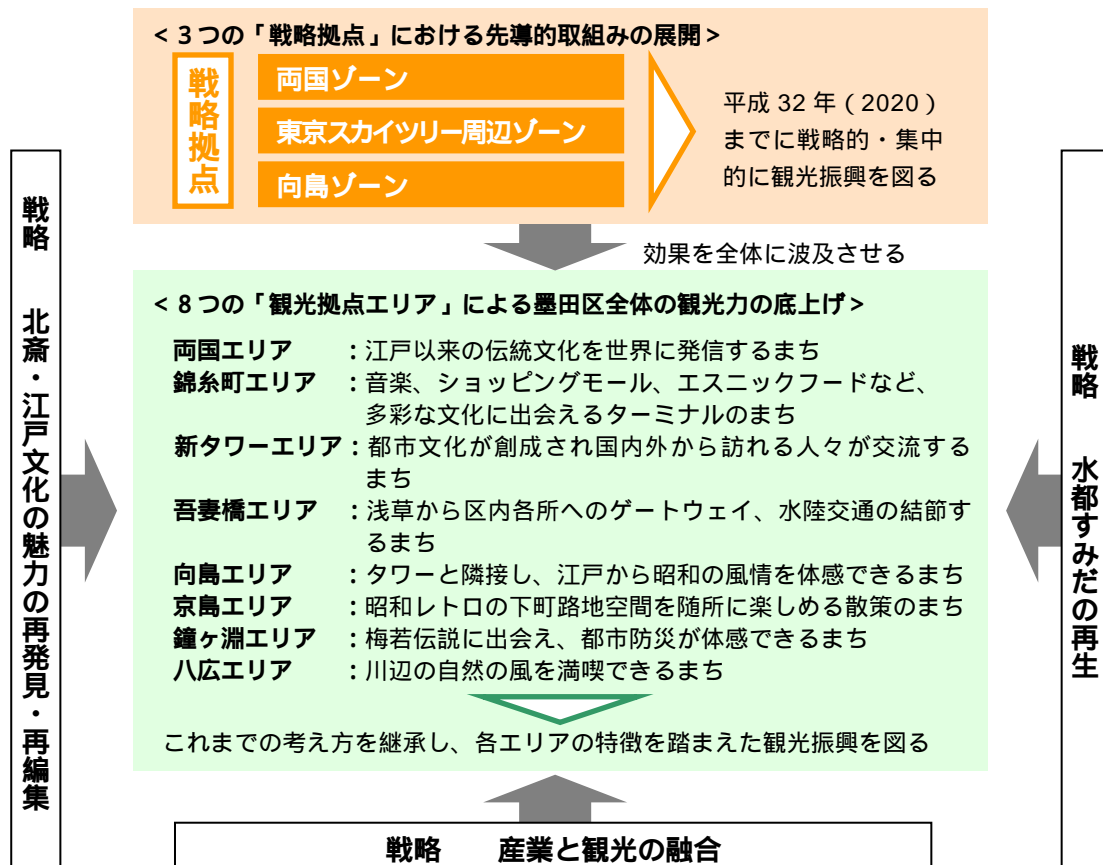 ＜３つの「戦略拠点」における先導的取組みの展開＞
戦略拠点
両国ゾーン
東京スカイツリー周辺ゾーン
向島ゾーン
平成 32 年（2020）
までに戦略的・集中
的に観光振興を図る
効果を全体に波及させる
＜８つの「観光拠点エリア」による墨田区全体の観光力の底上げ＞
両国エリア　　：江戸以来の伝統文化を世界に発信するまち
錦糸町エリア　：音楽、ショッピングモール、エスニックフードなど、
多彩な文化に出会えるターミナルのまち
新タワーエリア：都市文化が創成され国内外から訪れる人々が交流する
まち
吾妻橋エリア　：浅草から区内各所へのゲートウェイ、水陸交通の結節す
るまち
向島エリア　　：タワーと隣接し、江戸から昭和の風情を体感できるまち
京島エリア　　：昭和レトロの下町路地空間を随所に楽しめる散策のまち
鐘ヶ淵エリア　：梅若伝説に出会え、都市防災が体感できるまち
八広エリア　　：川辺の自然の風を満喫できるまち
これまでの考え方を継承し、各エリアの特徴を踏まえた観光振興を図る
戦略　　北斎・江戸文化の魅力の再発見・再編集
戦略　　水都すみだの再生
戦略　　産業と観光の融合